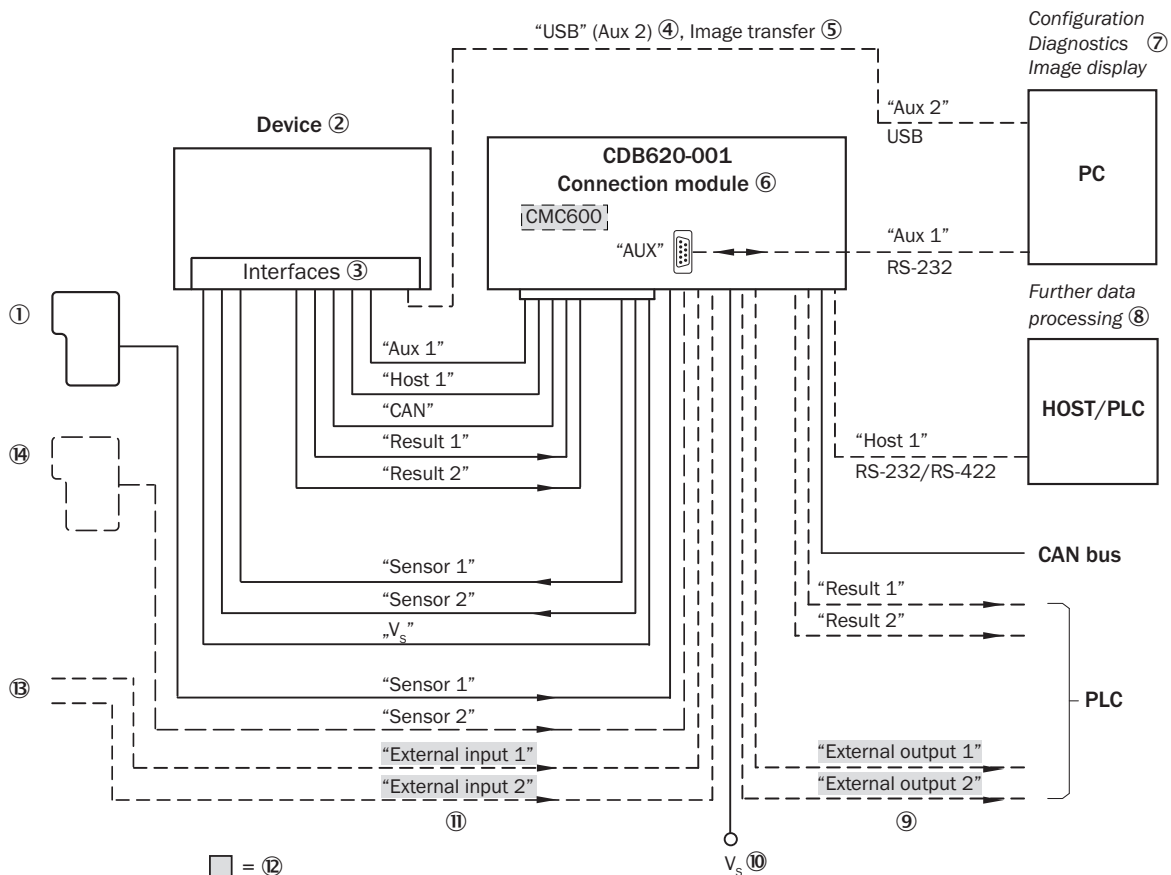 "USB" (Aux 2) ④, Image transfer ⑤
Configuration
Diagnostics ⑦
Image display
Device ②
CDB620-001
Connection module ⑥
CMC600
"AUX"
"Aux 2"
USB
PC
"Aux 1"
RS-232
Interfaces ③
①
Further data
processing ⑧
"Aux 1"
"Host 1"
"CAN"
"Result 1"
"Result 2"
HOST/PLC
"Host 1"
RS-232/RS-422
⑭
CAN bus
"Sensor 1"
"Sensor 2"
„Vs"
"Result 1"
"Result 2"
⑬
"Sensor 1"
"Sensor 2"
PLC
"External input 1"
"External input 2"
⑪
"External output 1"
"External output 2"
⑨
Vs ⑩
= ⑫